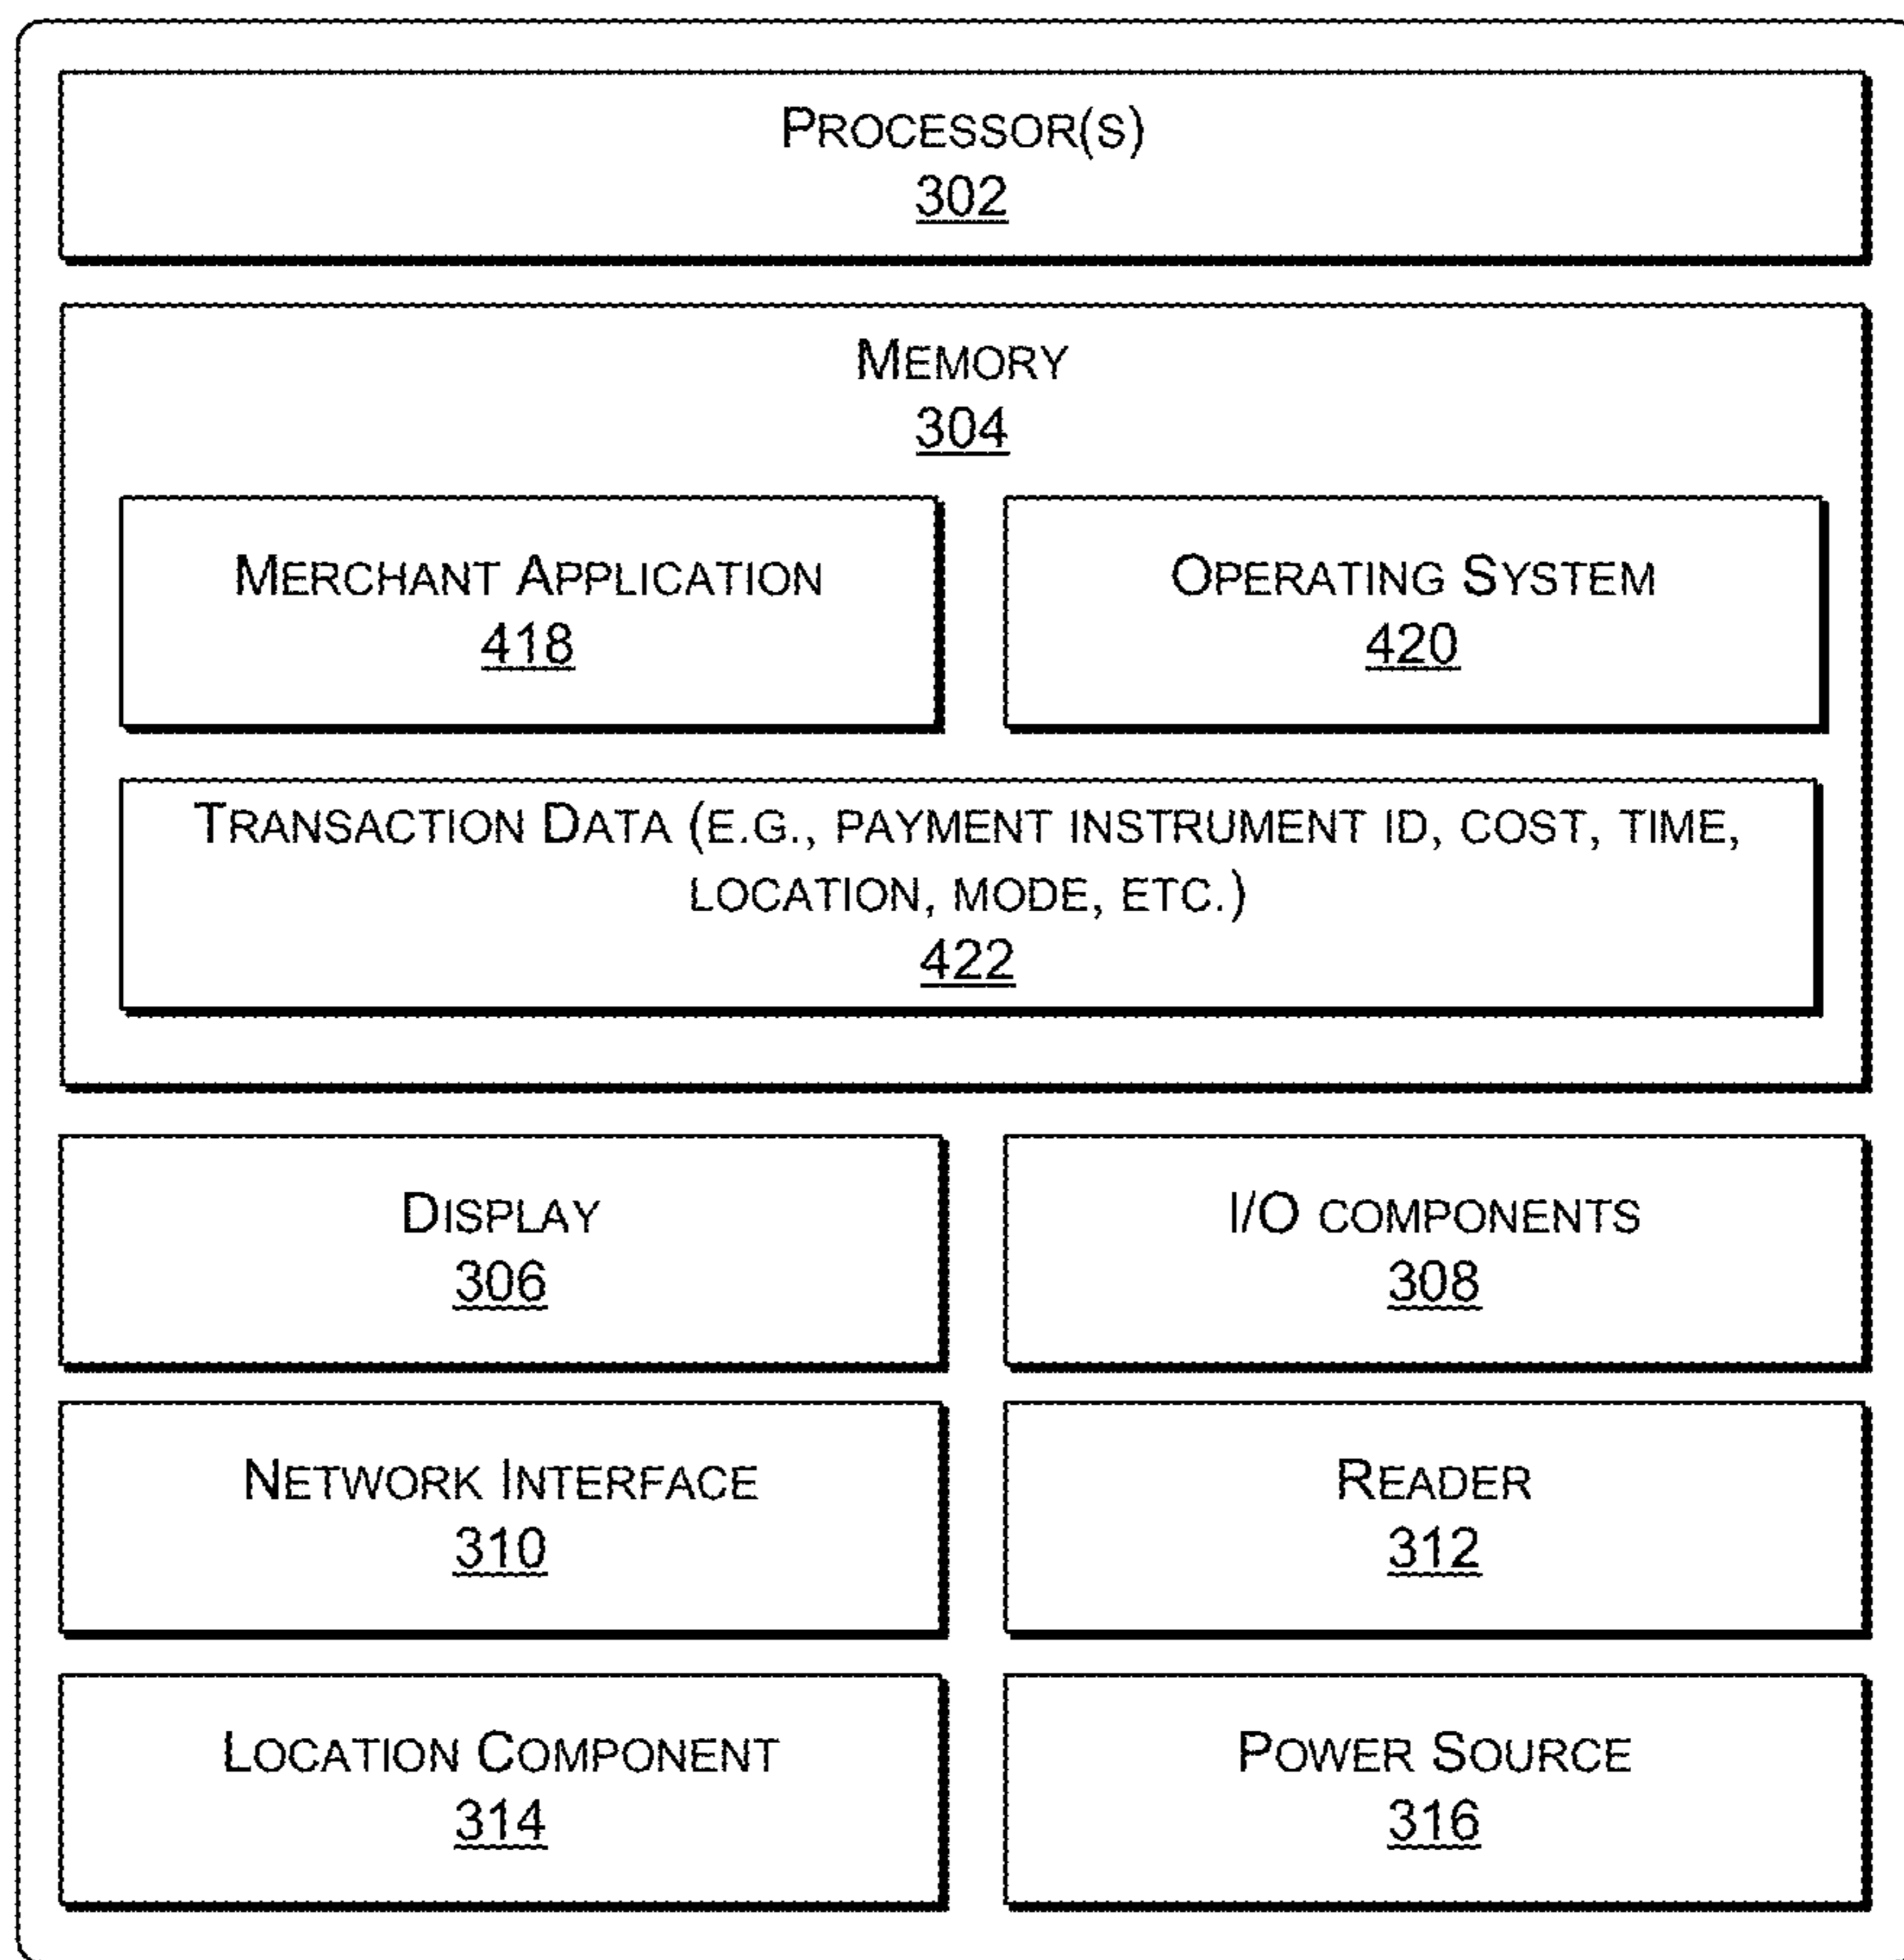 PROCESSOR(S)
302
MEMORY
304
MERCHANT APPLICATION
418
OPERATING SYSTEM
420
TRANSACTION DATA (E.G., PAYMENT INSTRUMENT ID, COST, TIME,
LOCATION, MODE, ETC.)
422
DISPLAY
306
I/O COMPONENTS
308
NETWORK INTERFACE
310
READER
312
LOCATION COMPONENT
314
POWER SOURCE
316